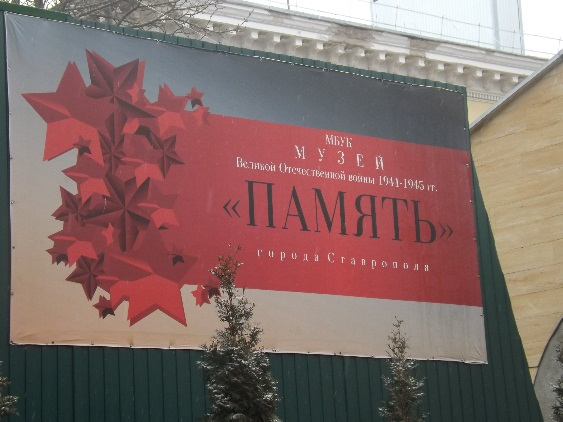 МБУК
МУЗЕЙ
Великой Отечественной войны 1941-1945 гг.
«ПАМЯТЬ»
города Ставрополя